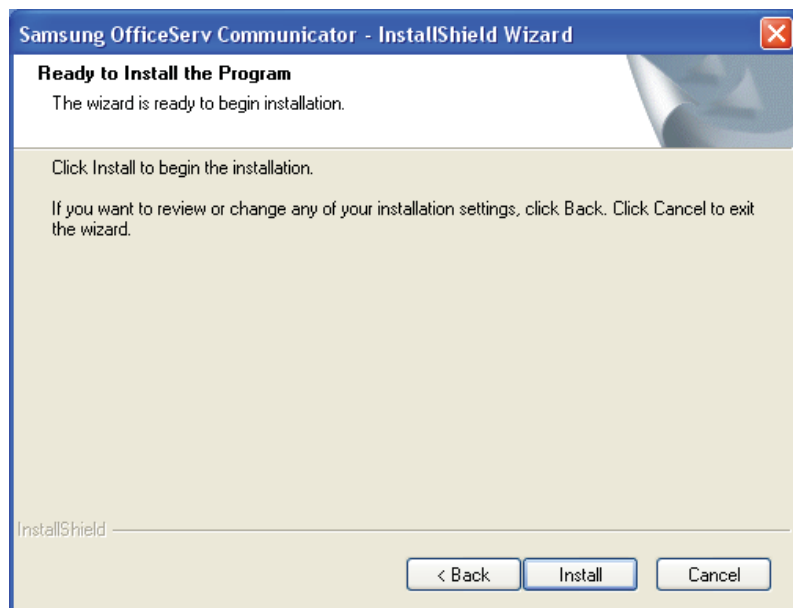 Samsung OfficeServ Communicator - InstallShield Wizard
Ready to Install the Program
The wizard is ready to begin installation.
Click Install to begin the installation.
If you want to review or change any of your installation settings, click Back. Click Cancel to exit
the wizard.
InstallShield
< Back Install Cancel